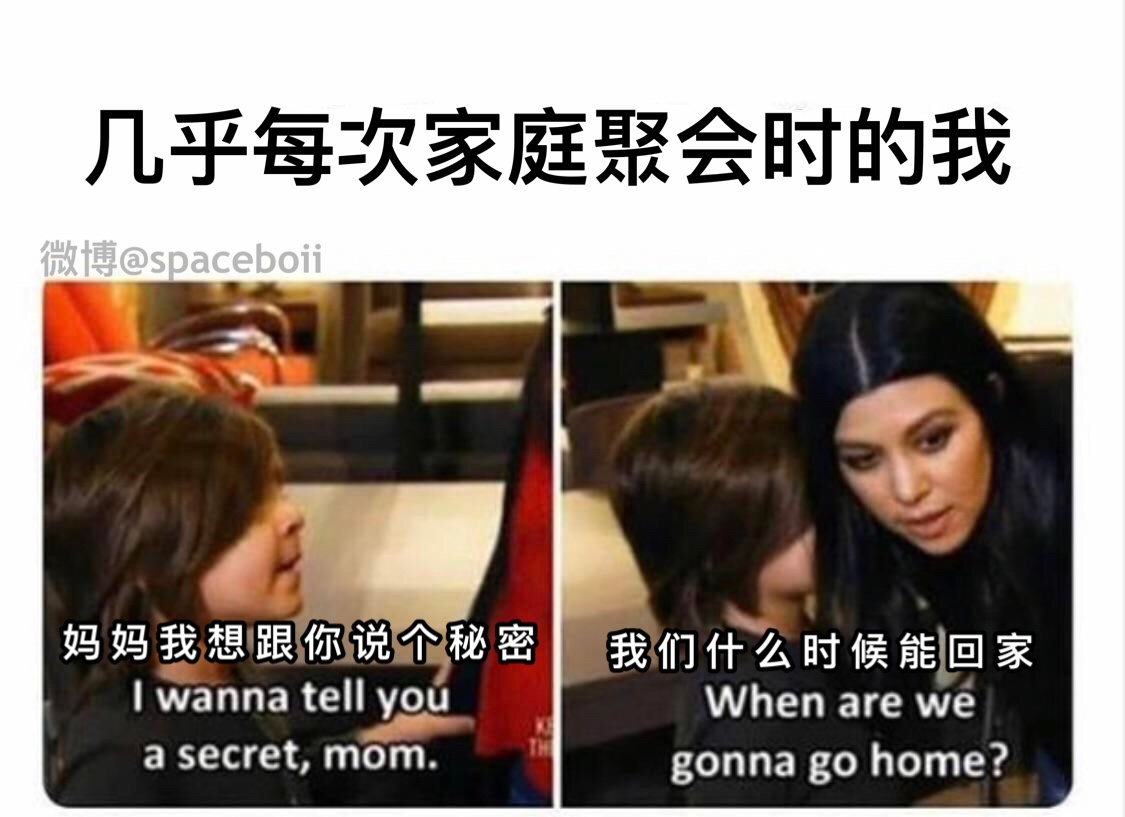 几乎每次家庭聚会时的我
微博@spaceboii
妈妈我想跟你说个秘密
I wanna tell you
a secret, mom.
我们什么时候能回家
When are we
gonna go home?